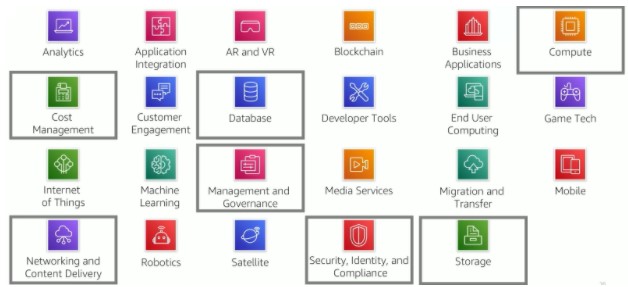 Analytics
Application
Integration
AR and VR
Blockchain
Business
Applications
Compute
Cost
Management
Customer
Engagement
Database
Developer Tools
End User
Computing
Game Tech
Internet
of Things
Machine
Learning
Management and
Governance
Media Services
Migration and
Transfer
Mobile
Networking and
Content Delivery
Robotics
Satellite
Security, Identity, and
Compliance
Storage